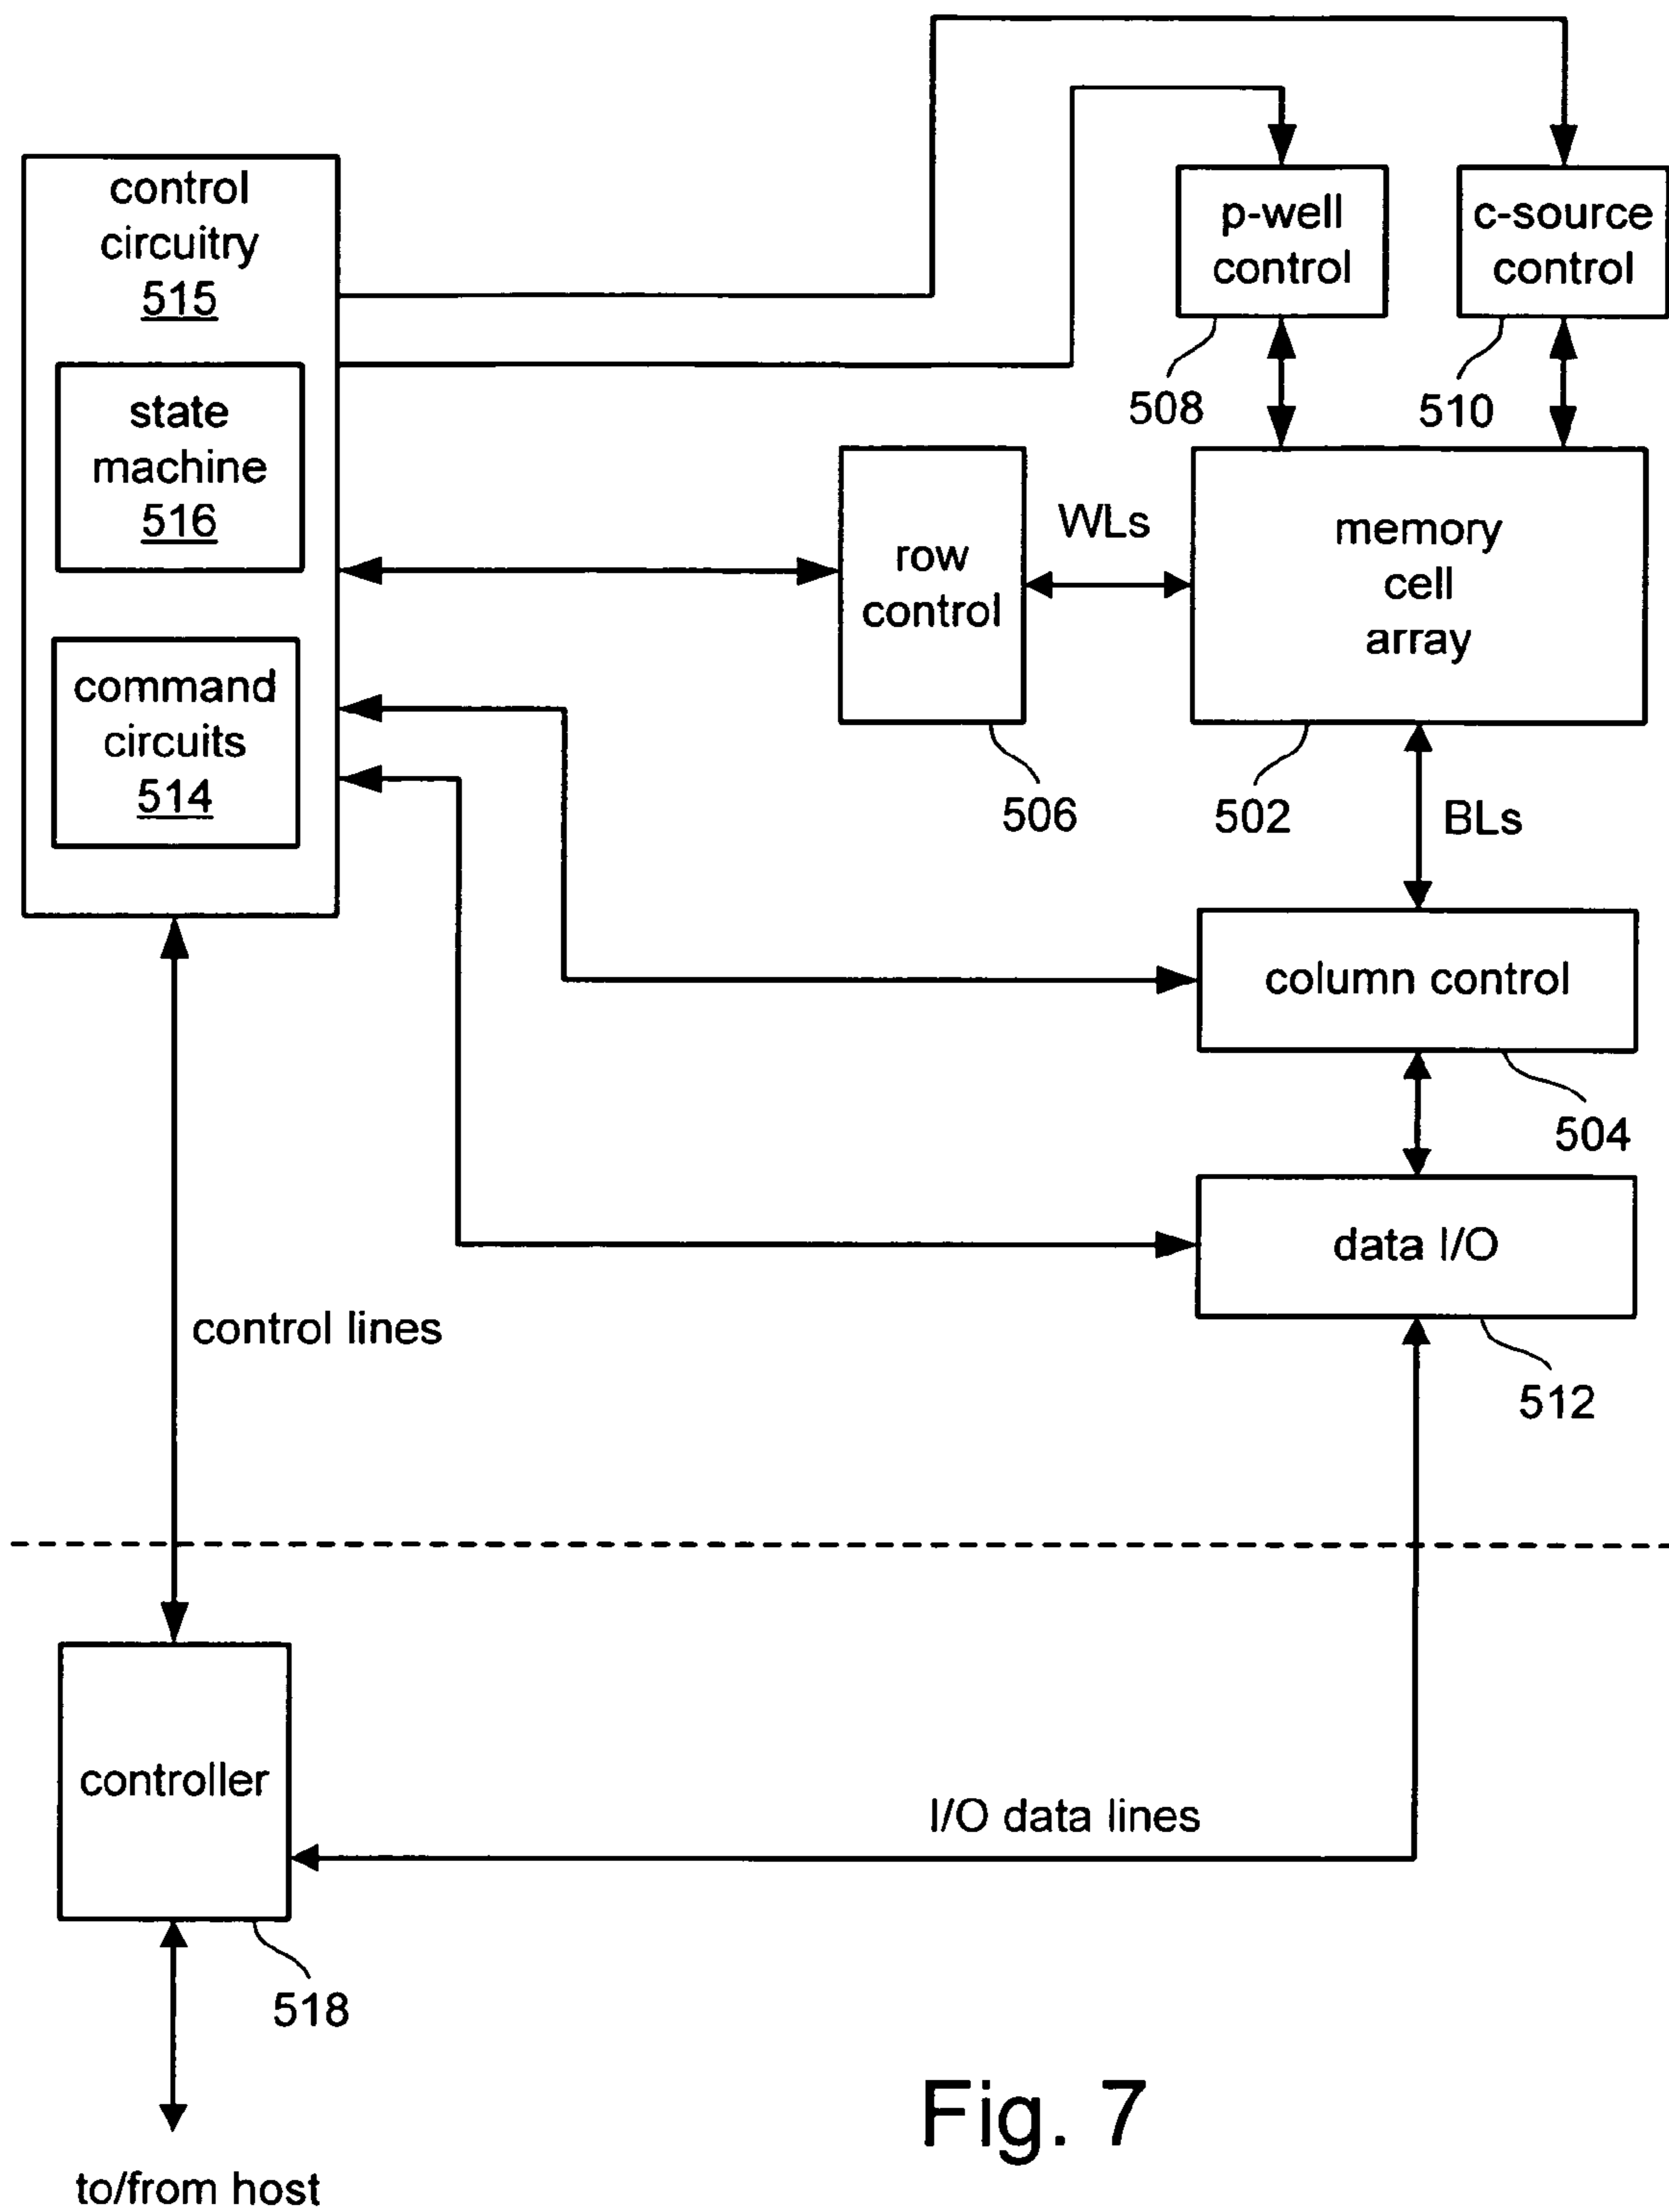 control
circuitry
515
state
machine
516
command
circuits
514
p-well
control
508
c-source
control
510
row
control
506
WLs
memory
cell
array
502
BLs
column control
504
data I/O
512
control lines
controller
518
I/O data lines
to/from host
Fig. 7